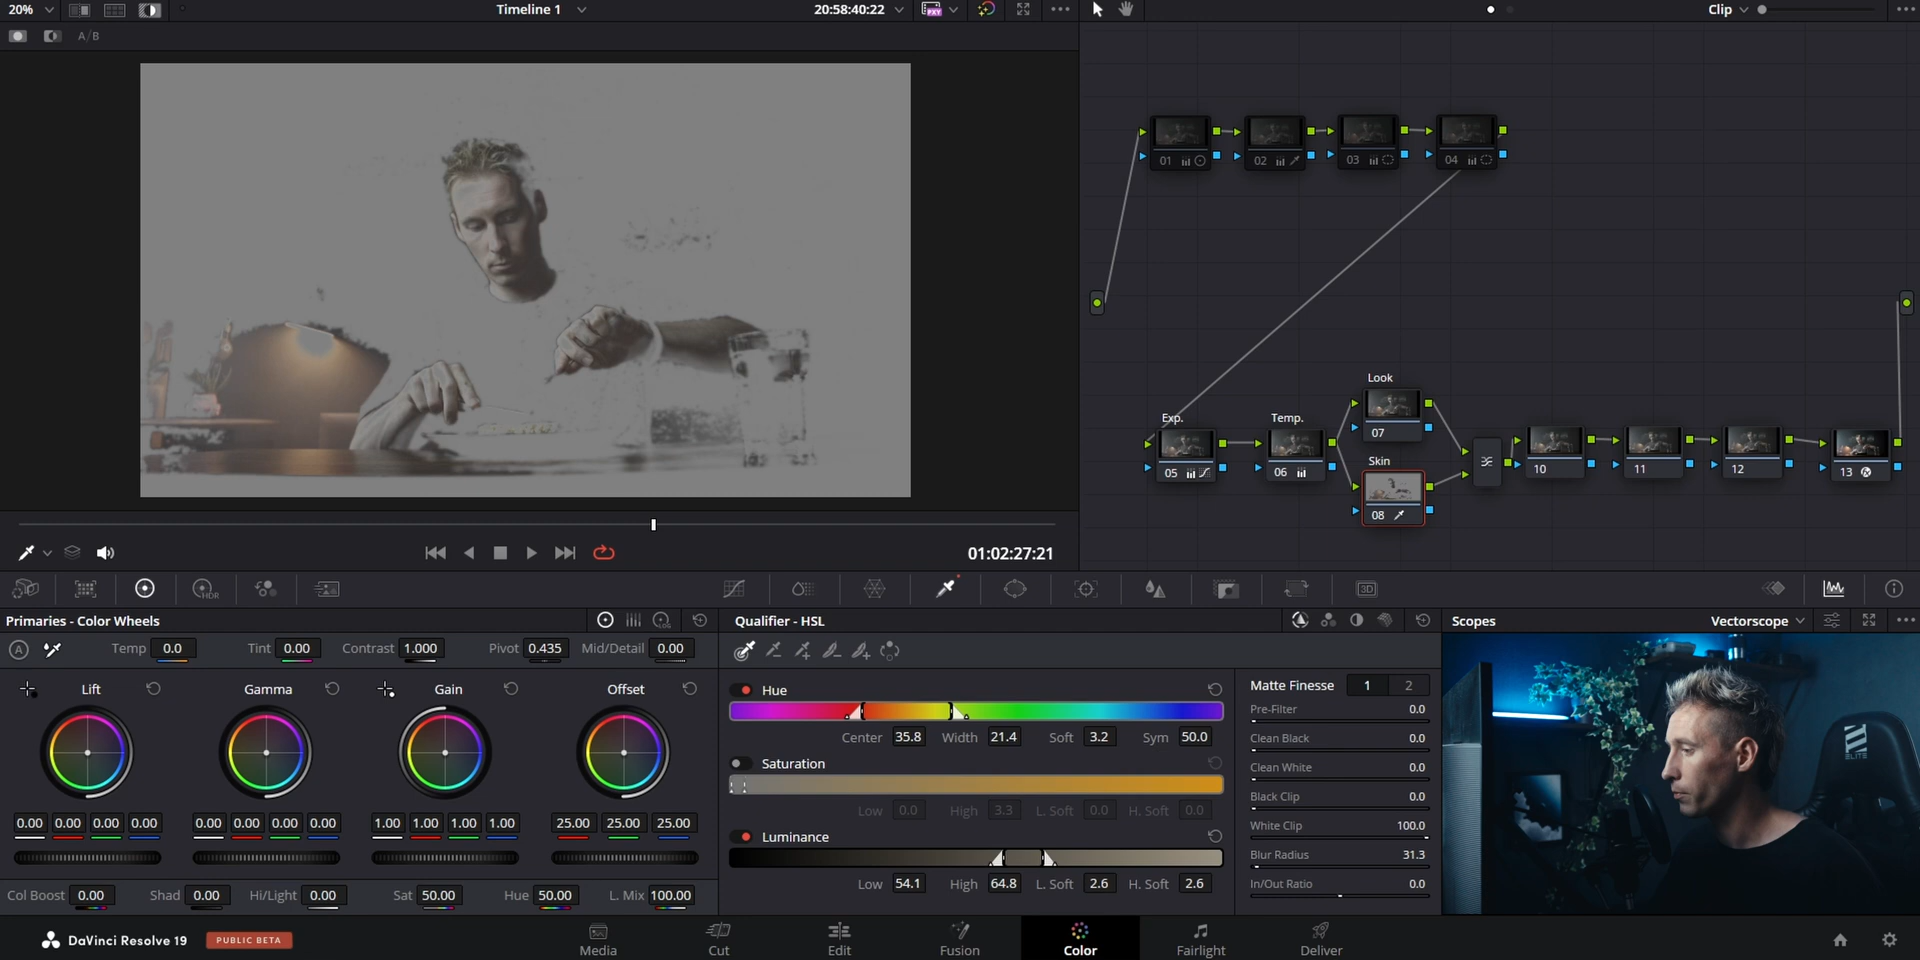 20%
Timeline 1
20:58:40:22
PXY
Clip
A/B
01
02
03
04
Look
07
Exp.
Temp.
05
06
Skin
08
10
11
12
13
01:02:27:21
HDR
3D
Primaries - Color Wheels
LOG
Qualifier - HSL
Scopes
Vectorscope
A
Temp 0.0
Tint 0.00
Contrast 1.000
Pivot 0.435
Mid/Detail 0.00
Lift
Gamma
Gain
Offset
0.00 0.00 0.00 0.00
0.00 0.00 0.00 0.00
1.00 1.00 1.00 1.00
25.00 25.00 25.00
Col Boost 0.00
Shad 0.00
Hi/Light 0.00
Sat 50.00
Hue 50.00
L. Mix 100.00
Hue
Center 35.8 Width 21.4 Soft 3.2 Sym 50.0
Saturation
Low 0.0 High 3.3 L. Soft 0.0 H. Soft 0.0
Luminance
Low 54.1 High 64.8 L. Soft 2.6 H. Soft 2.6
Matte Finesse 1 2
Pre-Filter 0.0
Clean Black 0.0
Clean White 0.0
Black Clip 0.0
White Clip 100.0
Blur Radius 31.3
In/Out Ratio 0.0
ELITE
DaVinci Resolve 19
PUBLIC BETA
Media
Cut
Edit
Fusion
Color
Fairlight
Deliver